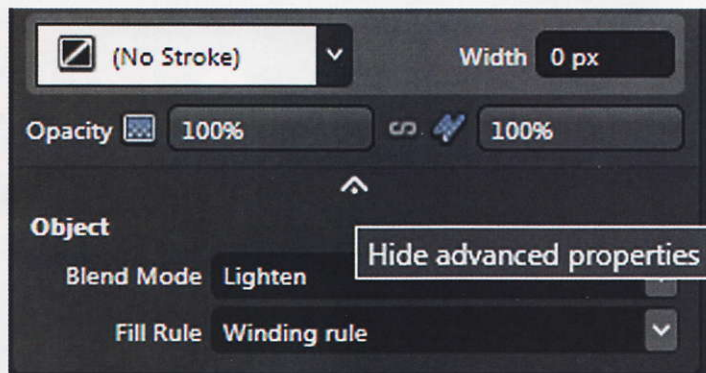 (No Stroke) Width 0 px
Opacity 100% 100%
Object
Hide advanced properties
Blend Mode Lighten
Fill Rule Winding rule